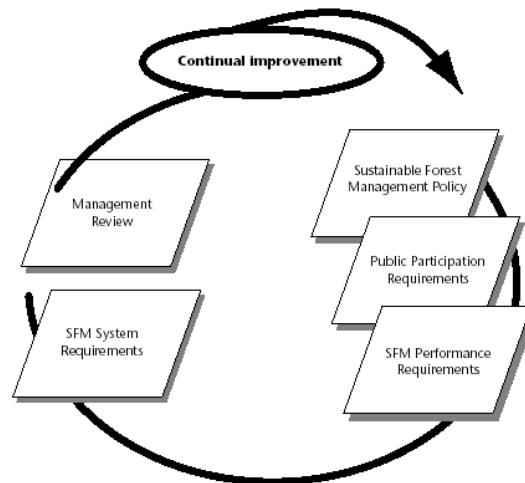 Continual improvement
Sustainable Forest
Management Policy
Public Participation
Requirements
SFM Performance
Requirements
SFM System
Requirements
Management
Review